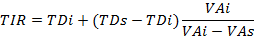 TIR = TDi + (TDs − TDi) VAi / (VAi − VAs)